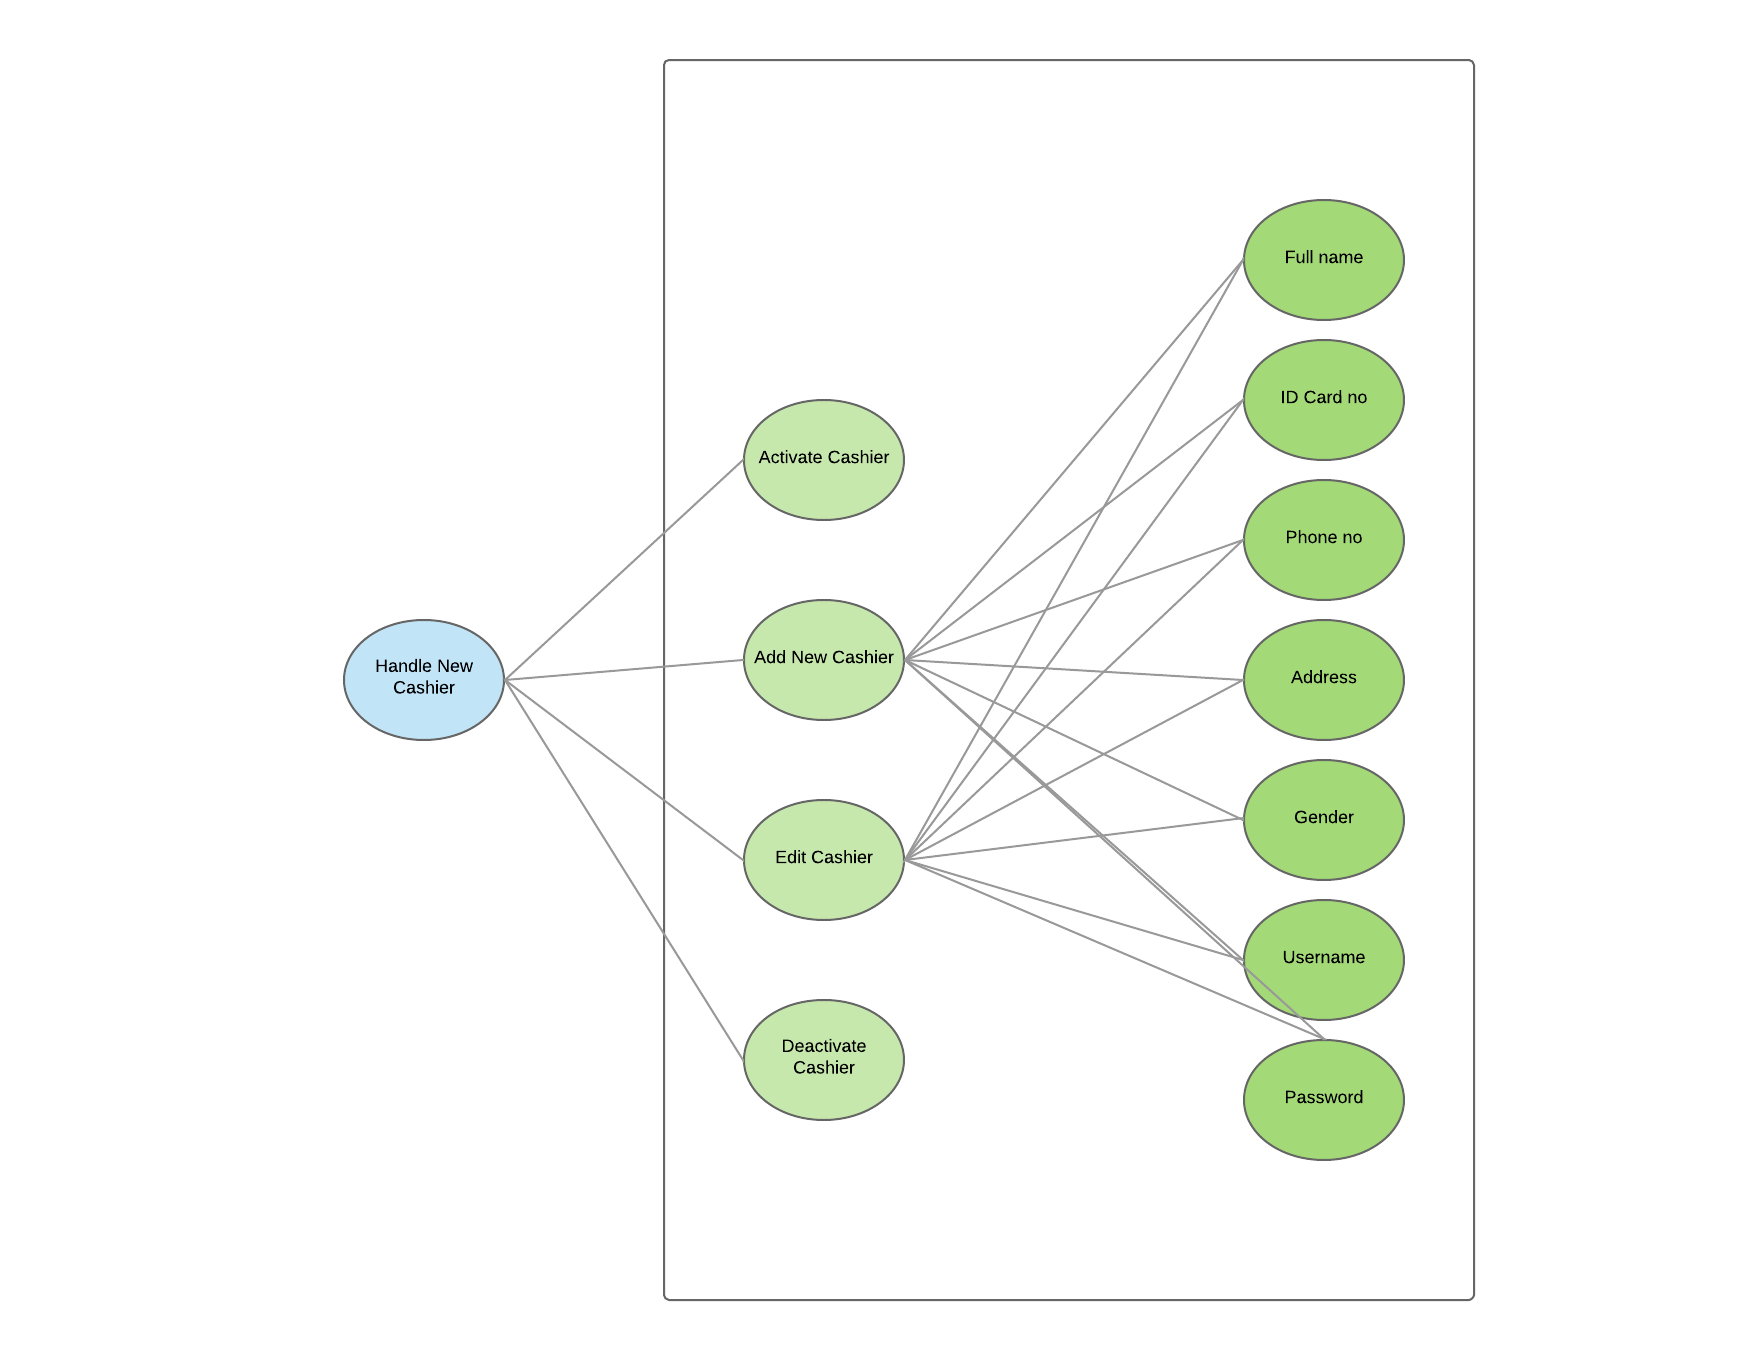 Handle New
Cashier
Activate Cashier
Add New Cashier
Edit Cashier
Deactivate
Cashier
Full name
ID Card no
Phone no
Address
Gender
Username
Password